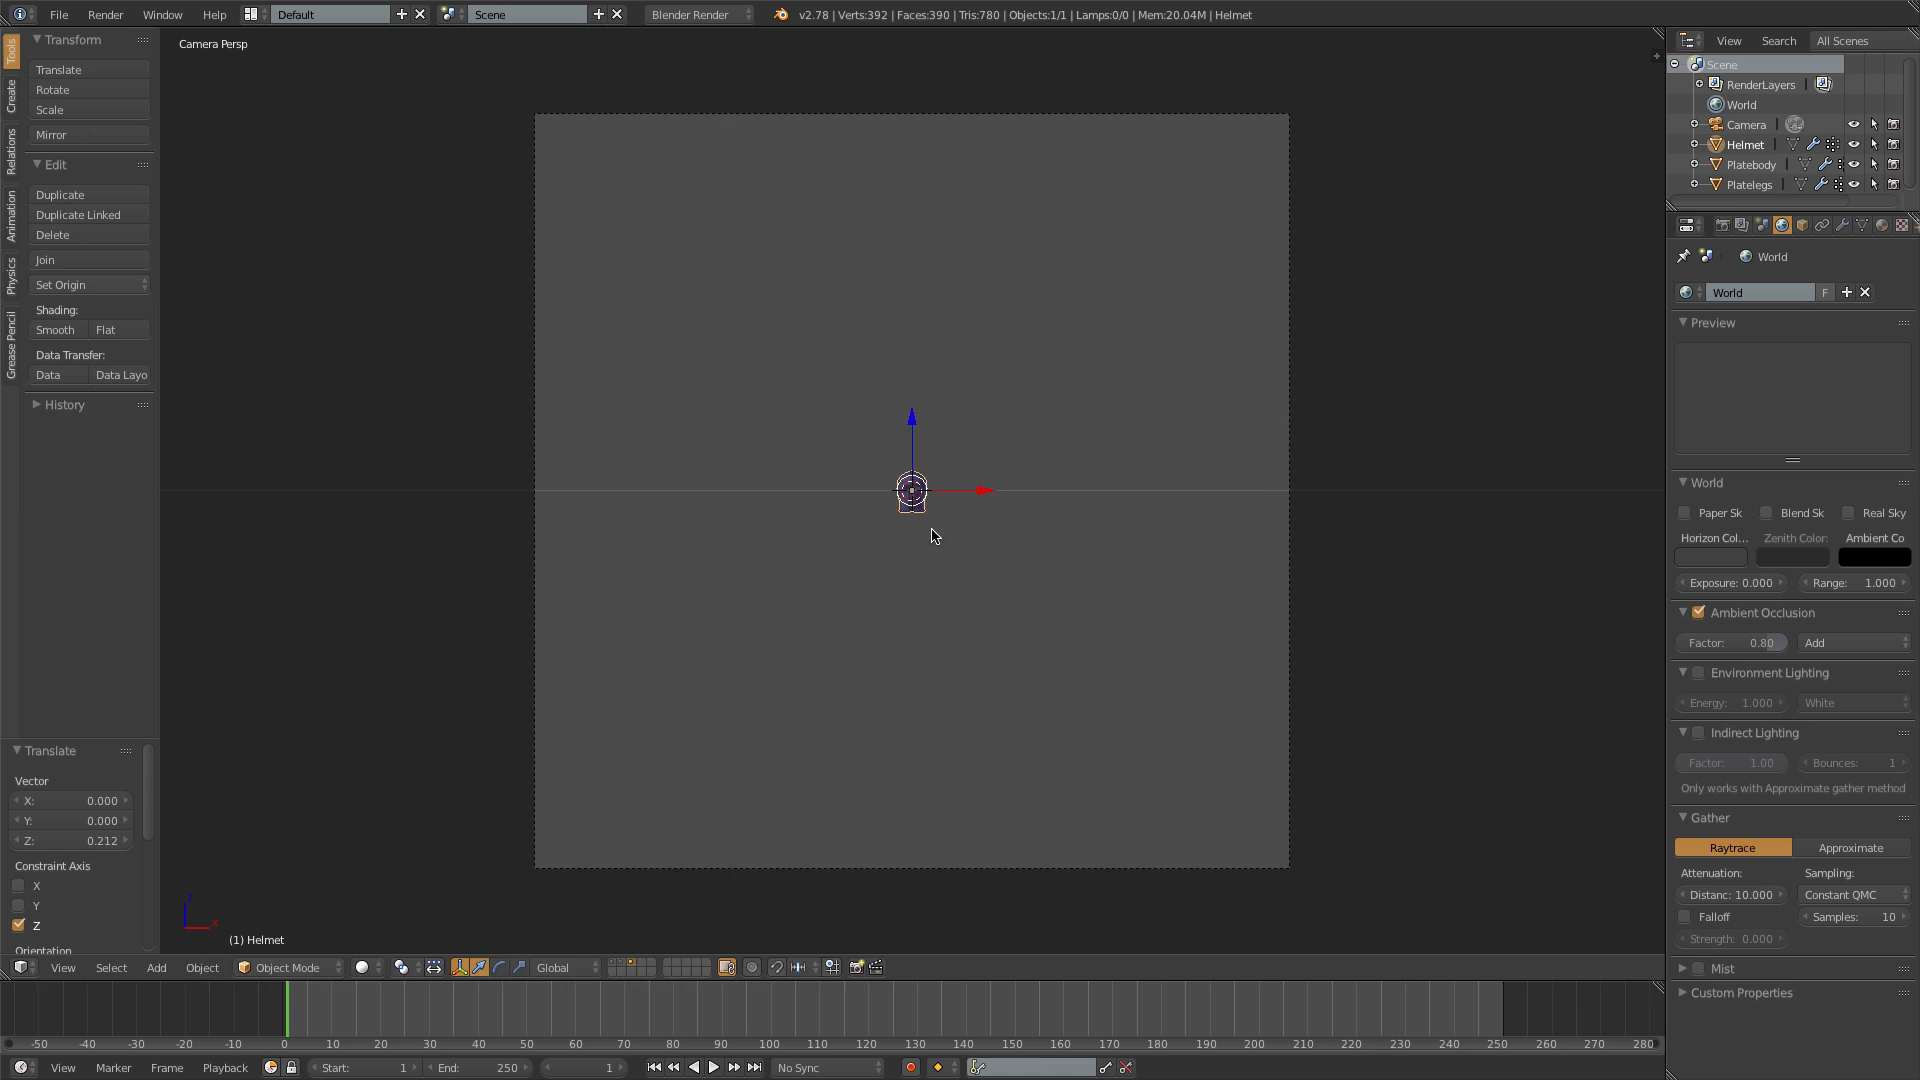 File Render Window Help Default Scene Blender Render v2.78 | Verts:392 | Faces:390 | Tris:780 | Objects:1/1 | Lamps:0/0 | Mem:20.04M | Helmet
Tools
Create
Relations
Animation
Physics
Grease Pencil
Transform
Translate
Rotate
Scale
Mirror
Edit
Duplicate
Duplicate Linked
Delete
Join
Set Origin
Shading:
Smooth Flat
Data Transfer:
Data Data Layo
History
Translate
Vector
X: 0.000
Y: 0.000
Z: 0.212
Constraint Axis
X
Y
Z
Orientation
Camera Persp
(1) Helmet
View Select Add Object Object Mode Global
-50 -40 -30 -20 -10 0 10 20 30 40 50 60 70 80 90 100 110 120 130 140 150 160 170 180 190 200 210 220 230 240 250 260 270 280
View Marker Frame Playback Start: 1 End: 250 1 No Sync
View Search All Scenes
Scene
RenderLayers
World
Camera
Helmet
Platebody
Platelegs
World
World F
Preview
World
Paper Sk Blend Sk Real Sky
Horizon Col... Zenith Color: Ambient Co
Exposure: 0.000 Range: 1.000
Ambient Occlusion
Factor: 0.80 Add
Environment Lighting
Energy: 1.000 White
Indirect Lighting
Factor: 1.00 Bounces: 1
Only works with Approximate gather method
Gather
Raytrace Approximate
Attenuation: Sampling:
Distanc: 10.000 Constant QMC
Falloff Samples: 10
Strength: 0.000
Mist
Custom Properties